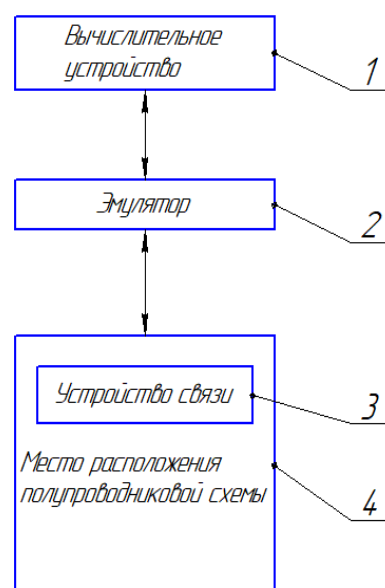 Вычислительное
устройство
1
Эмулятор
2
Устройство связи
3
Место расположения
полупроводниковой схемы
4